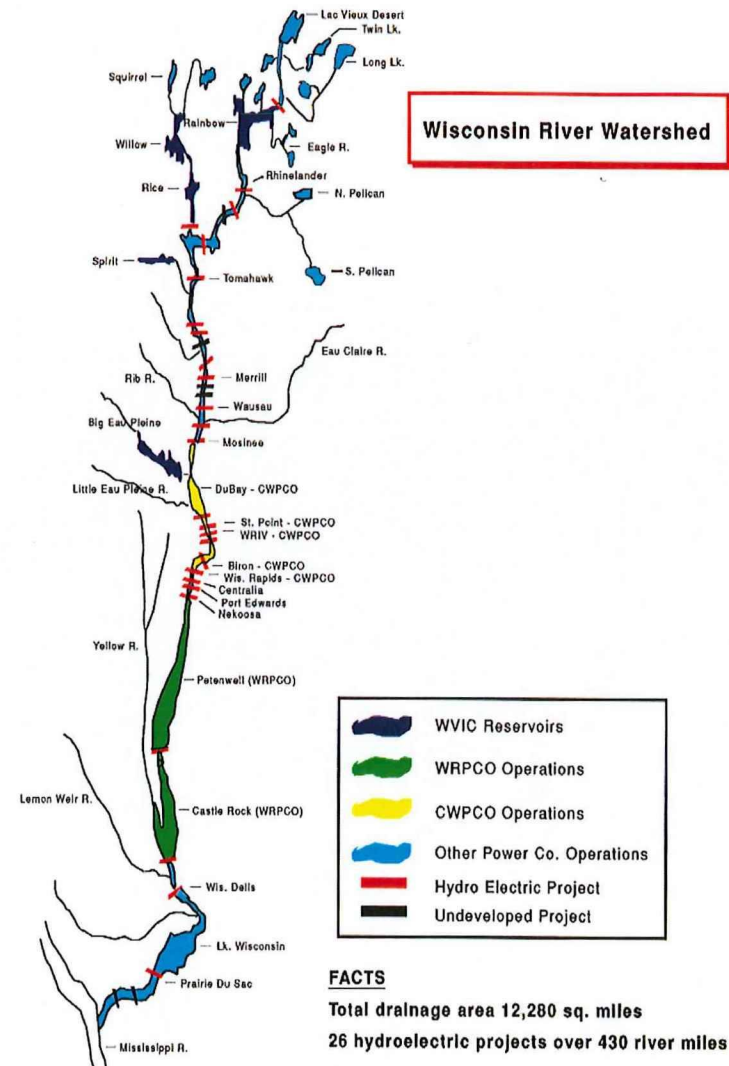 Lac Vieux Desert
Twin Lk.
Long Lk.
Squirrel
Rainbow
Willow
Eagle R.
Rice
Rhinelander
N. Pelican
Spirit
S. Pelican
Tomahawk
Eau Claire R.
Rib R.
Merrill
Wausau
Big Eau Pleine
Mosinee
Little Eau Pleine R.
DuBay - CWPCO
St. Point - CWPCO
WRIV - CWPCO
Biron - CWPCO
Wis. Rapids - CWPCO
Centralia
Port Edwards
Nekoosa
Yellow R.
Petenwell (WRPCO)
Lemon Weir R.
Castle Rock (WRPCO)
Wis. Dells
Lk. Wisconsin
Prairie Du Sac
Mississippi R.
Wisconsin River Watershed
WVIC Reservoirs
WRPCO Operations
CWPCO Operations
Other Power Co. Operations
Hydro Electric Project
Undeveloped Project
FACTS
Total drainage area 12,280 sq. miles
26 hydroelectric projects over 430 river miles